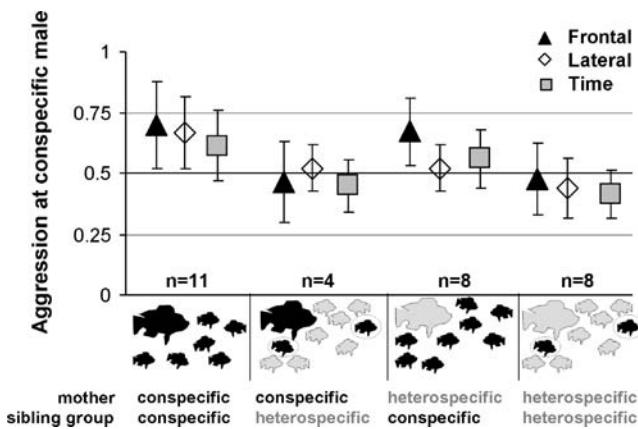 Aggression at conspecific male
Frontal
Lateral
Time
1
0.75
0.5
0.25
0
n=11 n=4 n=8 n=8
mother conspecific conspecific heterospecific heterospecific
sibling group conspecific heterospecific conspecific heterospecific